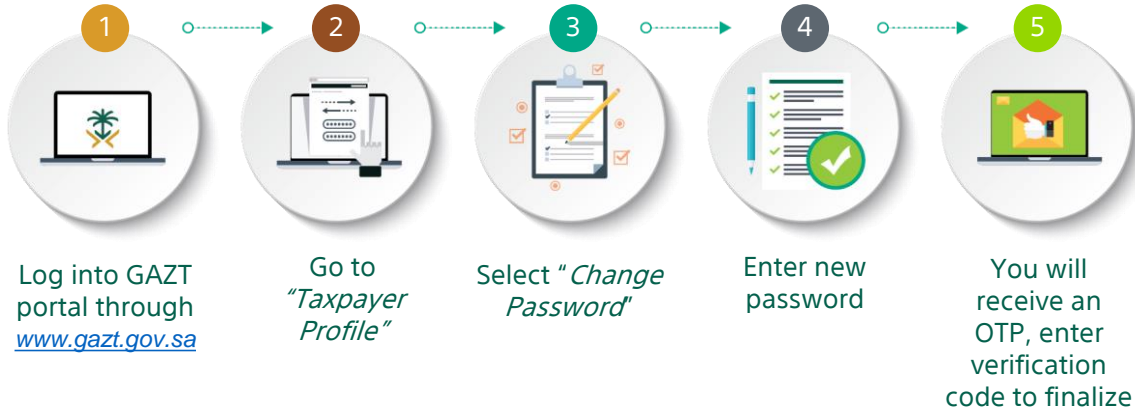 1
2
3
4
5
Log into GAZT
portal through
www.gazt.gov.sa
Go to
“Taxpayer
Profile”
Select “Change
Password”
Enter new
password
You will
receive an
OTP, enter
verification
code to finalize